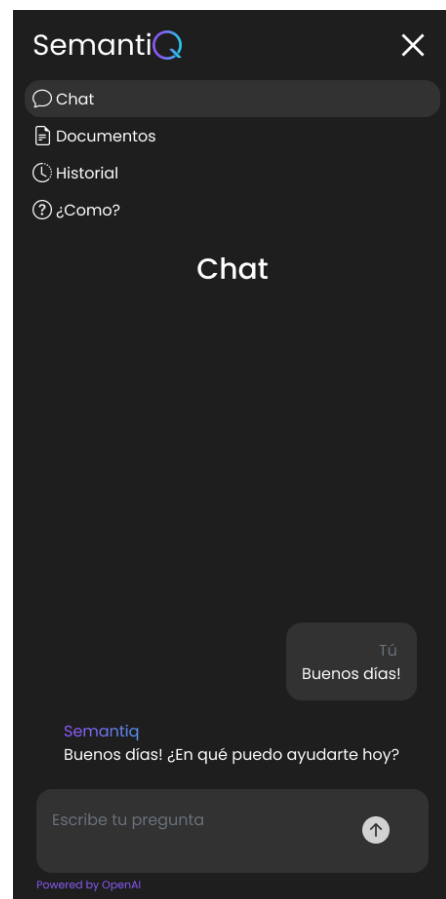 SemantiQ
Chat
Documentos
Historial
¿Como?
Chat
Tú
Buenos días!
Semantiq
Buenos días! ¿En qué puedo ayudarte hoy?
Escribe tu pregunta
Powered by OpenAI